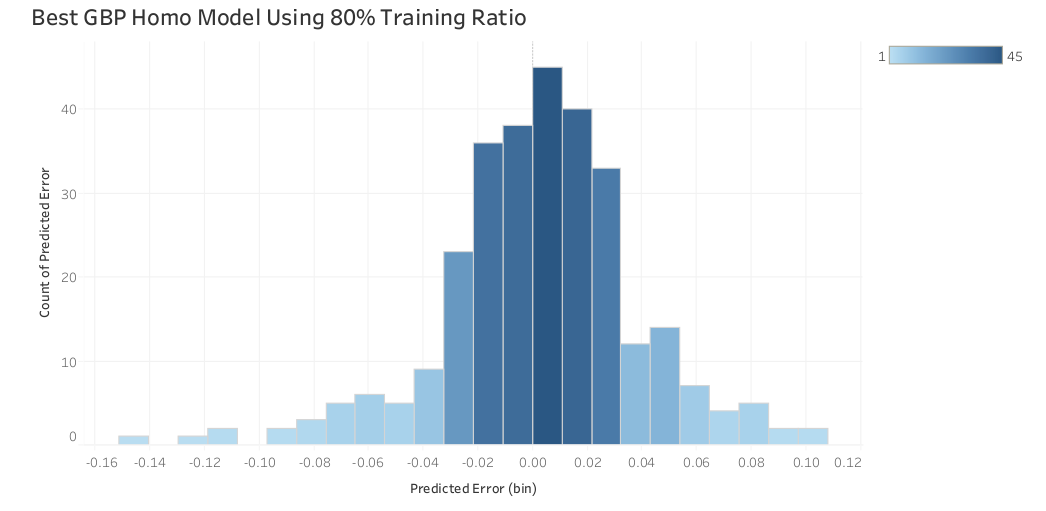 Best GBP Homo Model Using 80% Training Ratio
1 45
Count of Predicted Error
40
30
20
10
0
-0.16 -0.14 -0.12 -0.10 -0.08 -0.06 -0.04 -0.02 0.00 0.02 0.04 0.06 0.08 0.10 0.12
Predicted Error (bin)